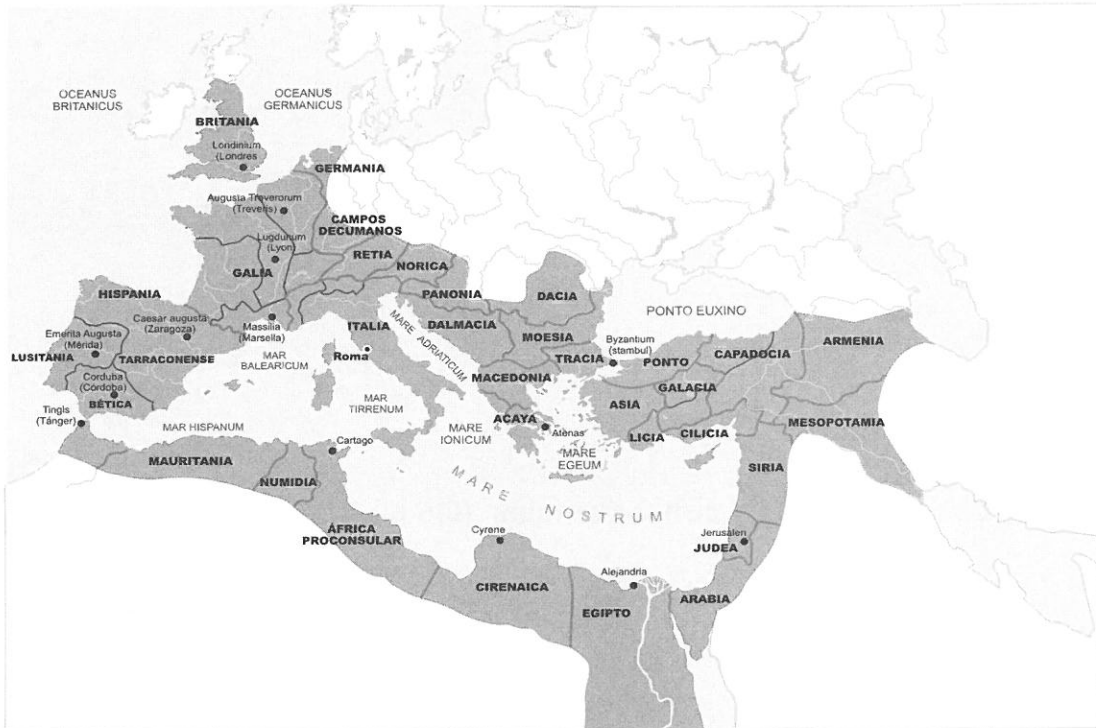 OCEANUS
BRITANICUS
OCEANUS
GERMANICUS
BRITANIA
Londinium
(Londres
GERMANIA
Augusta Treverorum
(Treveris)
CAMPOS
DECUMANOS
Lugdunum
(Lyon)
RETIA
NORICA
GALIA
HISPANIA
PANONIA
DACIA
PONTO EUXINO
Caesar augusta
(Zaragoza)
Massilia
(Marsella)
ITALIA
DALMACIA
MOESIA
Byzantium
(stambul)
ARMENIA
Emerita Augusta
(Mérida)
LUSITANIA
TARRACONENSE
MAR
BALEARICUM
Roma
MARE ADRIATICUM
TRACIA
PONTO
CAPADOCIA
MACEDONIA
GALACIA
Corduba
(Córdoba)
BÉTICA
MAR
TIRRENUM
ASIA
Tingis
(Tánger)
MAR HISPANUM
ACAYA
Atenas
LICIA
CILICIA
MESOPOTAMIA
Cartago
MARE
IONICUM
MARE
EGEUM
MAURITANIA
NUMIDIA
SIRIA
MARE NOSTRUM
ÁFRICA
PROCONSULAR
Cyrene
Jerusalen
JUDEA
CIRENAICA
Alejandria
EGIPTO
ARABIA